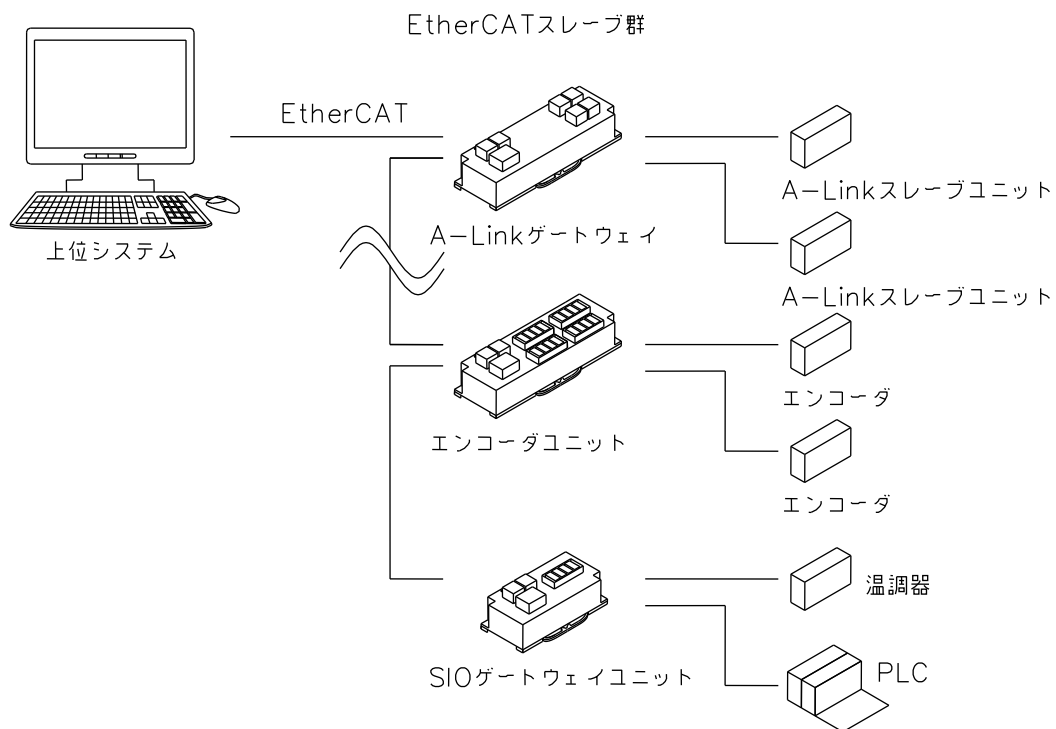 EtherCATスレーブ群
EtherCAT
A-Linkスレーブユニット
上位システム
A-Linkゲートウェイ
A-Linkスレーブユニット
エンコーダ
エンコーダユニット
エンコーダ
温調器
SIOゲートウェイユニット
PLC